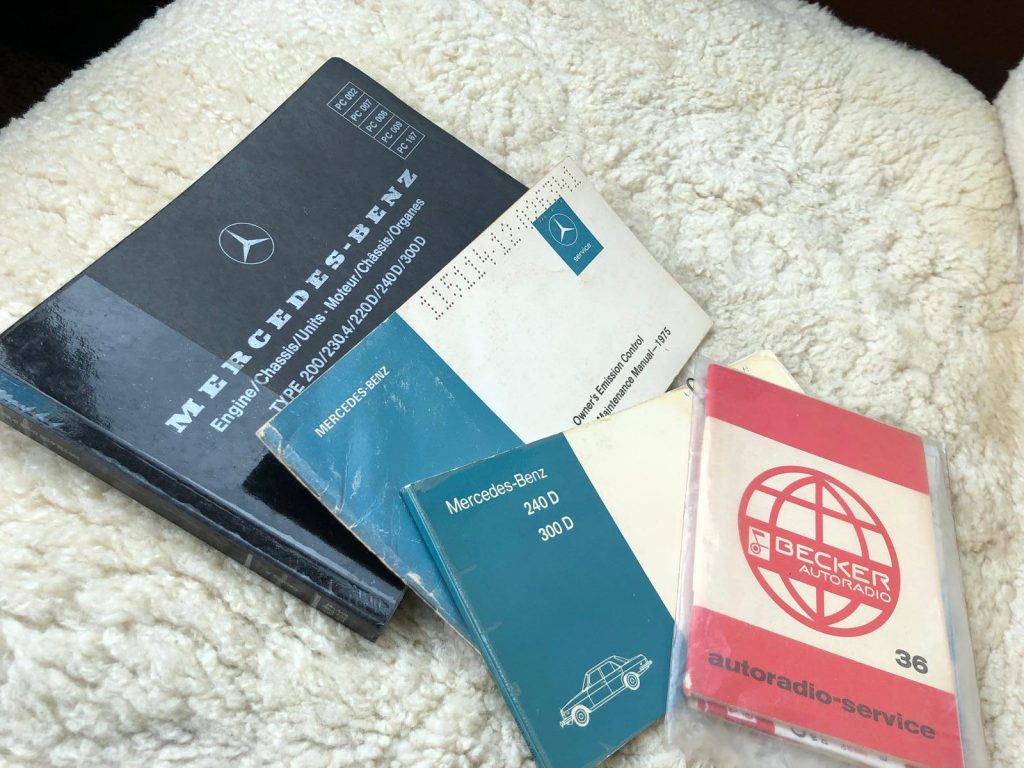 PC 002
PC 007
PC 008
PC 009
PC 187
MERCEDES-BENZ
Engine/Chassis/Units · Moteur/Châssis/Organes
TYPE 200/230.4/220D/240D/300D
service
MERCEDES-BENZ
Owner's Emission Control
Maintenance Manual—1975
Mercedes-Benz
240 D
300 D
BECKER
AUTORADIO
36
autoradio-service